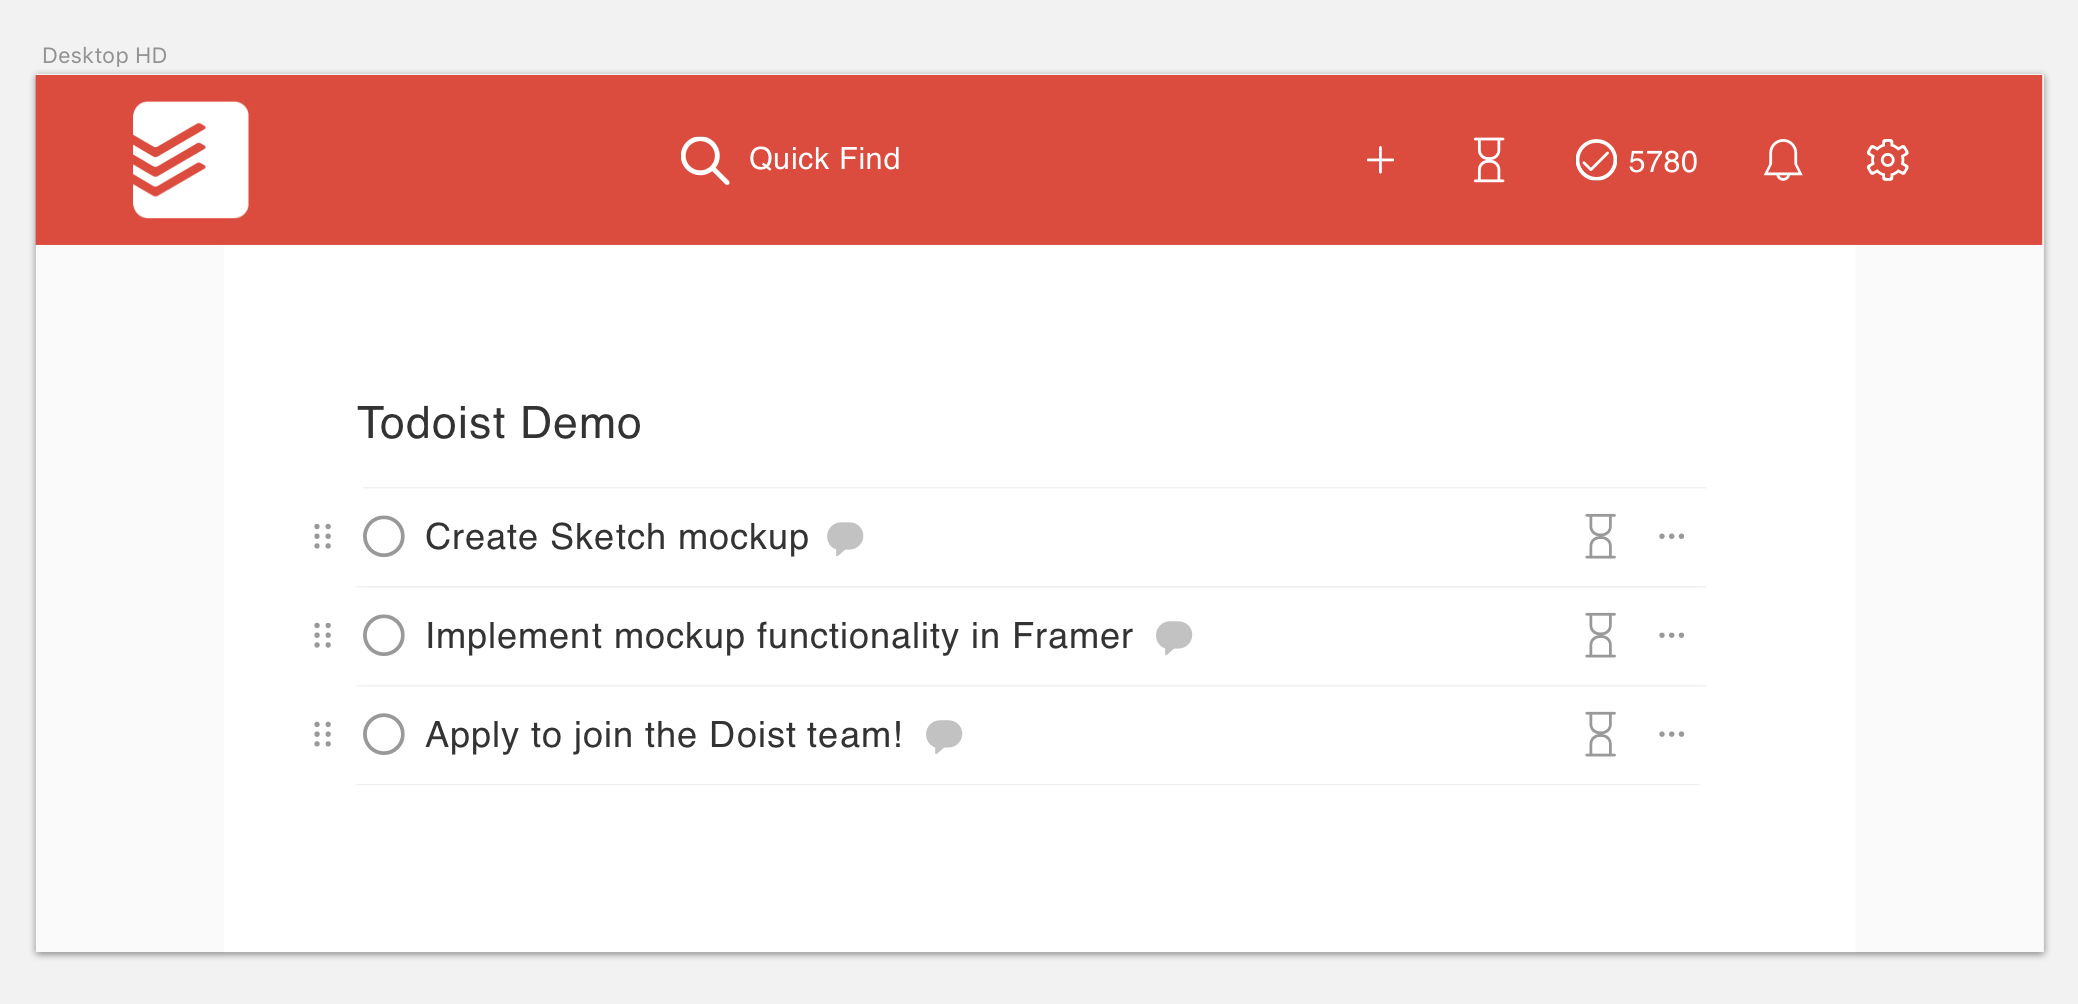 Desktop HD
Quick Find
5780
Todoist Demo
Create Sketch mockup
Implement mockup functionality in Framer
Apply to join the Doist team!